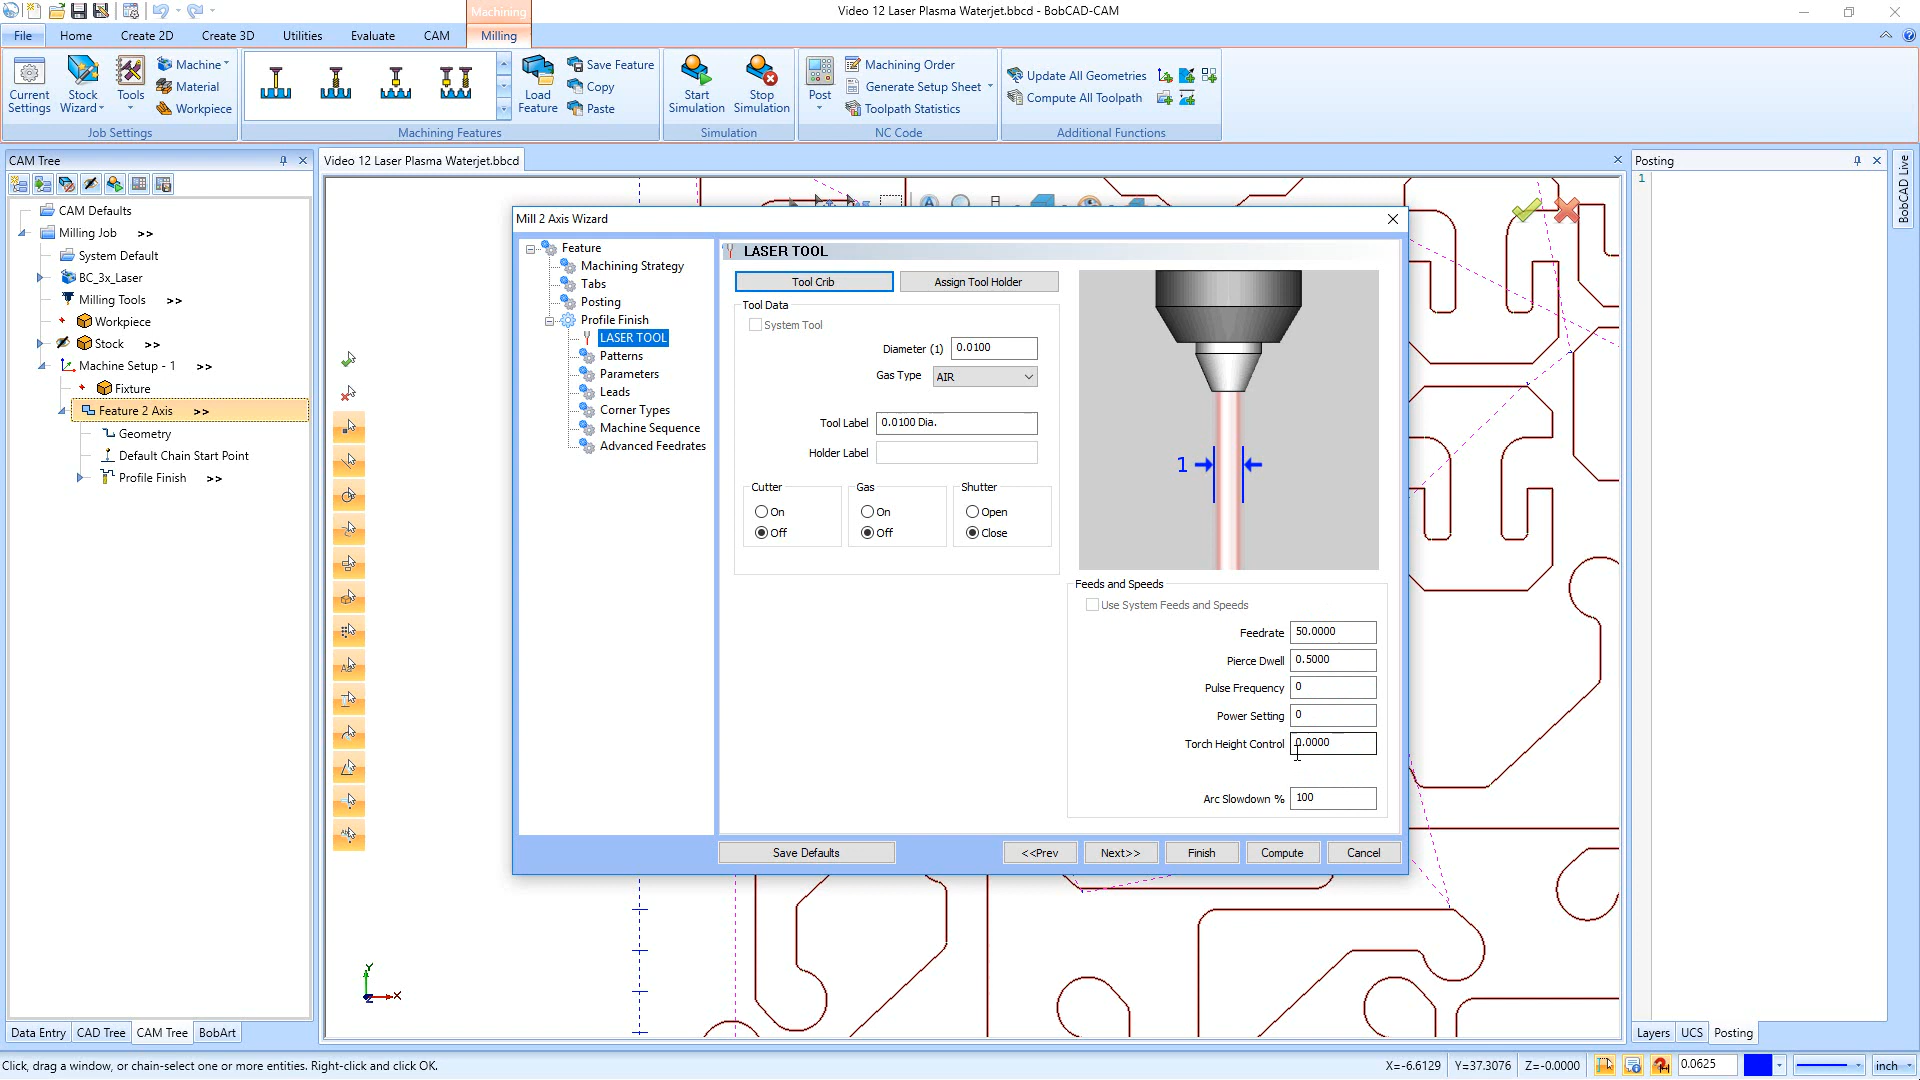 Machining
Video 12 Laser Plasma Waterjet.bbcd - BobCAD-CAM
File Home Create 2D Create 3D Utilities Evaluate CAM Milling
Current Settings
Stock Wizard
Tools
Machine
Material
Workpiece
Job Settings
Load Feature
Save Feature
Copy
Paste
Machining Features
Start Simulation
Stop Simulation
Simulation
Post
Machining Order
Generate Setup Sheet
Toolpath Statistics
NC Code
Update All Geometries
Compute All Toolpath
Additional Functions
CAM Tree
CAM Defaults
Milling Job >>
System Default
BC_3x_Laser
Milling Tools >>
Workpiece
Stock >>
Machine Setup - 1 >>
Fixture
Feature 2 Axis >>
Geometry
Default Chain Start Point
Profile Finish >>
Data Entry CAD Tree CAM Tree BobArt
Video 12 Laser Plasma Waterjet.bbcd
Mill 2 Axis Wizard
Feature
Machining Strategy
Tabs
Posting
Profile Finish
LASER TOOL
Patterns
Parameters
Leads
Corner Types
Machine Sequence
Advanced Feedrates
LASER TOOL
Tool Crib Assign Tool Holder
Tool Data
System Tool
Diameter (1) 0.0100
Gas Type AIR
Tool Label 0.0100 Dia.
Holder Label
Cutter Gas Shutter
On On Open
Off Off Close
1
Feeds and Speeds
Use System Feeds and Speeds
Feedrate 50.0000
Pierce Dwell 0.5000
Pulse Frequency 0
Power Setting 0
Torch Height Control 0.0000
Arc Slowdown % 100
Save Defaults <<Prev Next>> Finish Compute Cancel
Y
X
Z
Posting
1
BobCAD Live
Layers UCS Posting
Click, drag a window, or chain-select one or more entities. Right-click and click OK.
X=-6.6129 Y=37.3076 Z=-0.0000 0.0625 inch